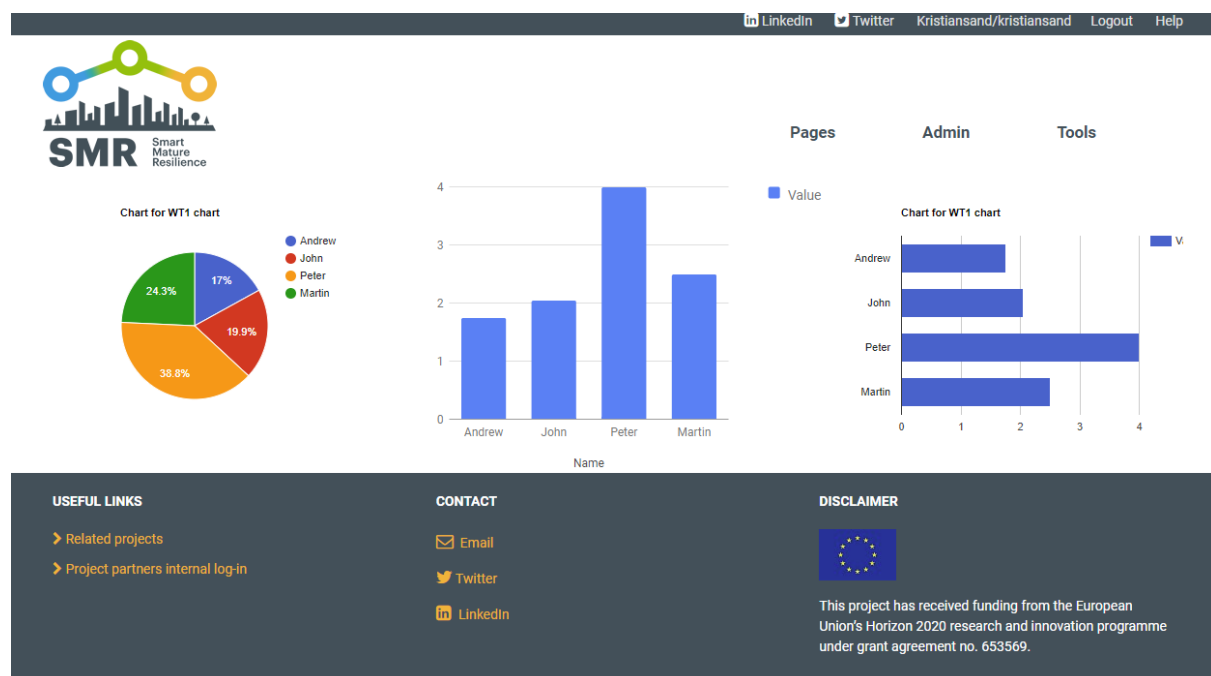 LinkedIn Twitter Kristiansand/kristiansand Logout Help
SMR Smart
Mature
Resilience
Pages Admin Tools
Chart for WT1 chart
Andrew
John
Peter
Martin
17%
19.9%
38.8%
24.3%
4
3
2
1
0
Andrew John Peter Martin
Name
Value
Chart for WT1 chart
Andrew
John
Peter
Martin
0 1 2 3 4
USEFUL LINKS
Related projects
Project partners internal log-in
CONTACT
Email
Twitter
LinkedIn
DISCLAIMER
This project has received funding from the European
Union's Horizon 2020 research and innovation programme
under grant agreement no. 653569.